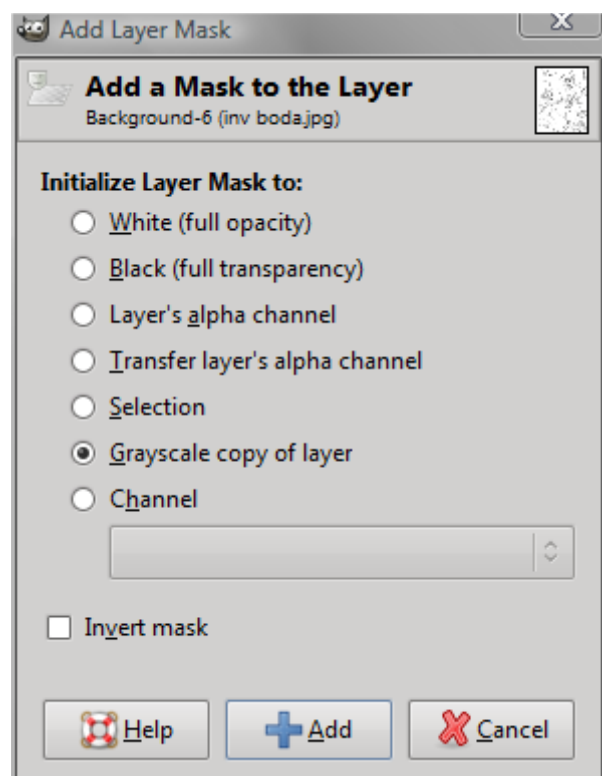 Add Layer Mask
Add a Mask to the Layer
Background-6 (inv boda.jpg)
Initialize Layer Mask to:
White (full opacity)
Black (full transparency)
Layer's alpha channel
Transfer layer's alpha channel
Selection
Grayscale copy of layer
Channel
Invert mask
Help Add Cancel